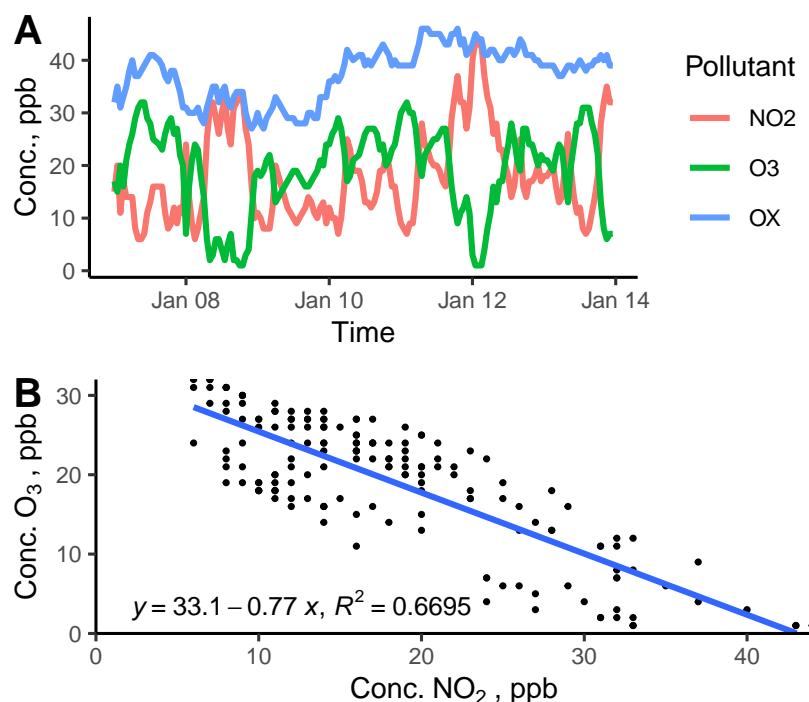 A
Conc., ppb
40
30
20
10
0
Jan 08 Jan 10 Jan 12 Jan 14
Time
Pollutant
NO2
O3
OX
B
Conc. O₃ , ppb
30
20
10
0
y = 33.1 − 0.77 x, R² = 0.6695
0 10 20 30 40
Conc. NO₂ , ppb